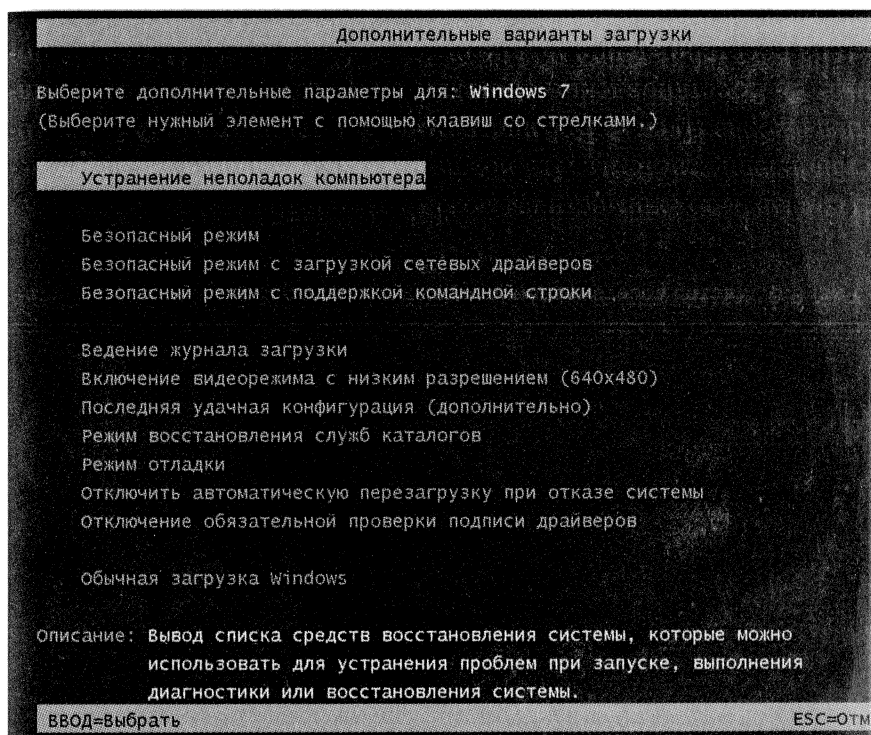 Дополнительные варианты загрузки
Выберите дополнительные параметры для: Windows 7
(Выберите нужный элемент с помощью клавиш со стрелками.)
Устранение неполадок компьютера
Безопасный режим
Безопасный режим с загрузкой сетевых драйверов
Безопасный режим с поддержкой командной строки
Ведение журнала загрузки
Включение видеорежима с низким разрешением (640x480)
Последняя удачная конфигурация (дополнительно)
Режим восстановления служб каталогов
Режим отладки
Отключить автоматическую перезагрузку при отказе системы
Отключение обязательной проверки подписи драйверов
Обычная загрузка Windows
Описание: Вывод списка средств восстановления системы, которые можно
использовать для устранения проблем при запуске, выполнения
диагностики или восстановления системы.
ВВОД=Выбрать ESC=Отм